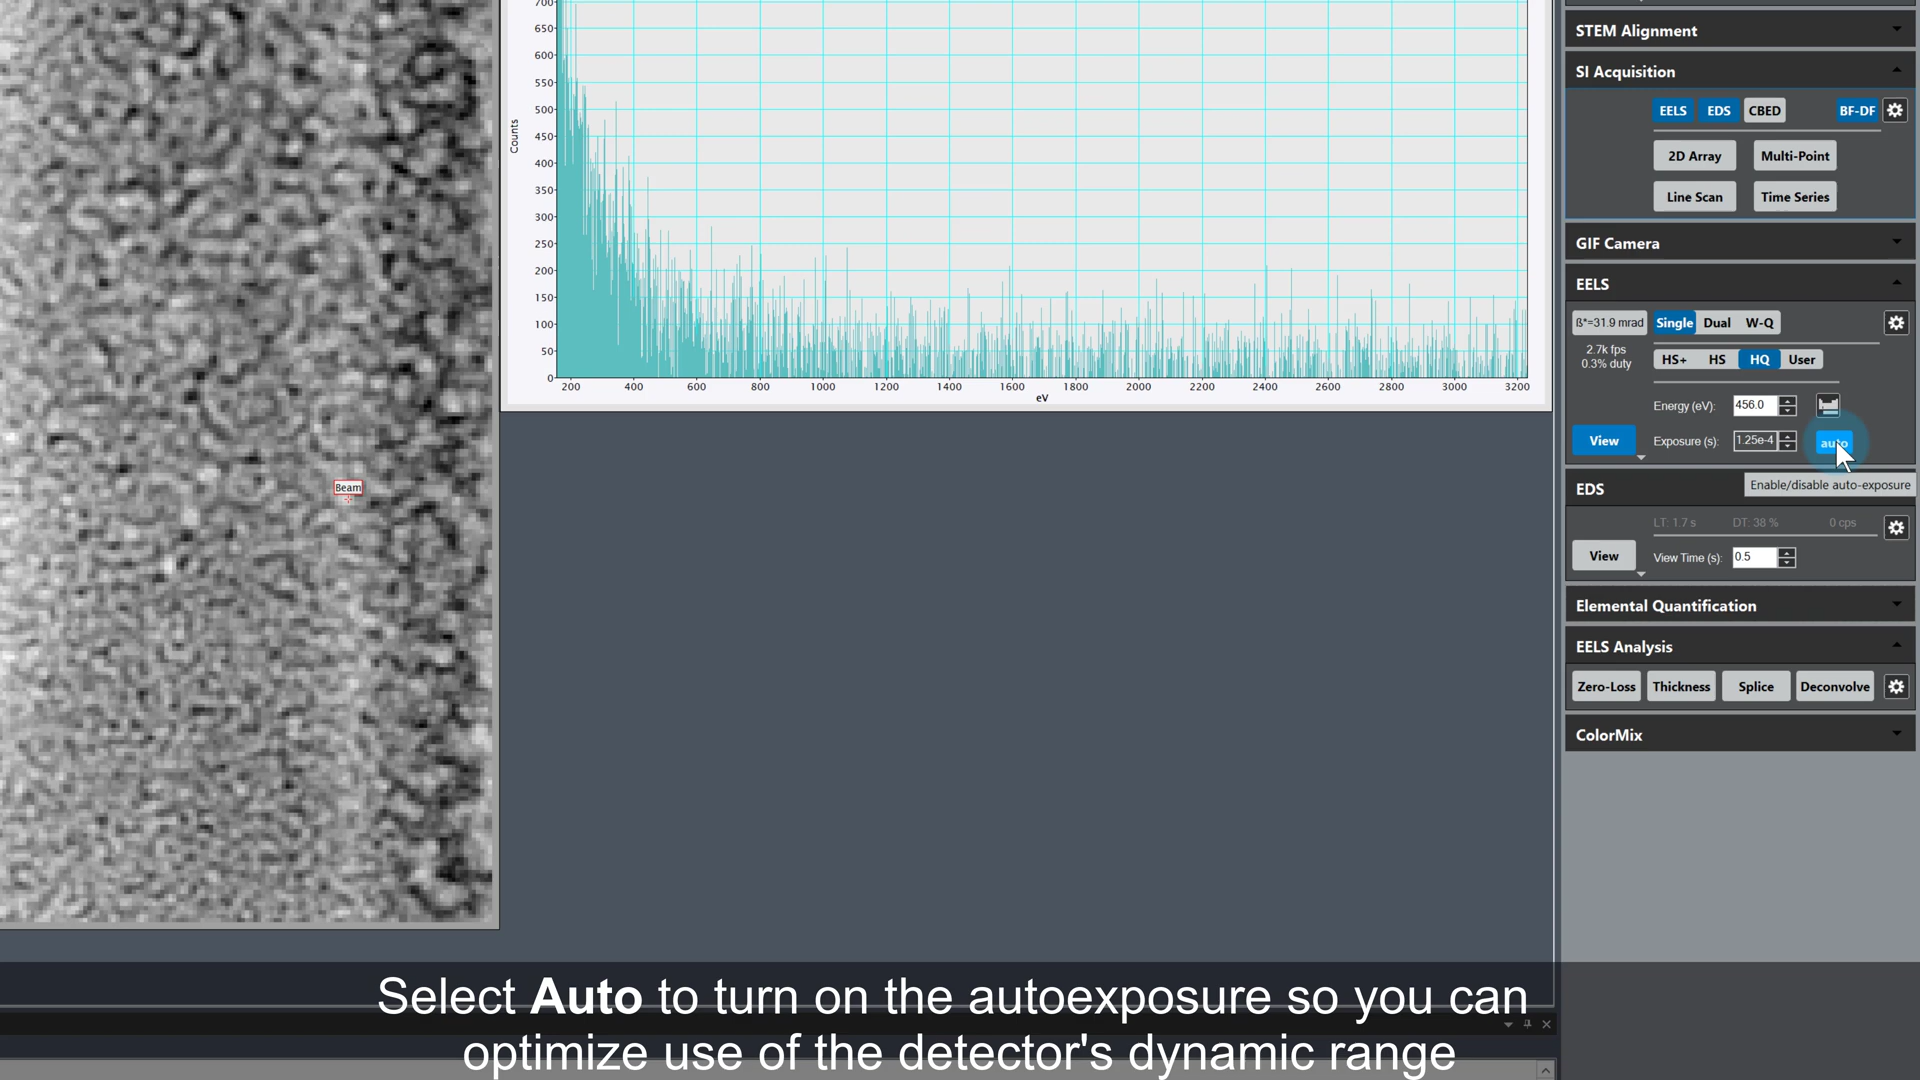 700
650
600
550
500
450
400
350
300
250
200
150
100
50
0
Counts
200 400 600 800 1000 1200 1400 1600 1800 2000 2200 2400 2600 2800 3000 3200
eV
Beam
STEM Alignment
SI Acquisition
EELS EDS CBED BF-DF
2D Array Multi-Point
Line Scan Time Series
GIF Camera
EELS
ß*=31.9 mrad Single Dual W-Q
2.7k fps
0.3% duty
HS+ HS HQ User
Energy (eV): 456.0
View Exposure (s): 1.25e-4 auto
EDS
Enable/disable auto-exposure
LT: 1.7 s DT: 38 % 0 cps
View View Time (s): 0.5
Elemental Quantification
EELS Analysis
Zero-Loss Thickness Splice Deconvolve
ColorMix
Select Auto to turn on the autoexposure so you can
optimize use of the detector's dynamic range